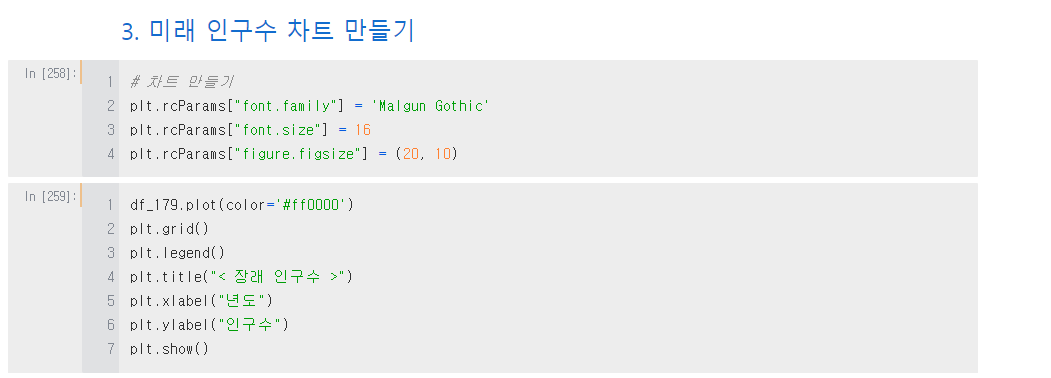 3. 미래 인구수 차트 만들기
In [258]:
1 # 차트 만들기
2 plt.rcParams["font.family"] = 'Malgun Gothic'
3 plt.rcParams["font.size"] = 16
4 plt.rcParams["figure.figsize"] = (20, 10)
In [259]:
1 df_179.plot(color='#ff0000')
2 plt.grid()
3 plt.legend()
4 plt.title("< 장래 인구수 >")
5 plt.xlabel("년도")
6 plt.ylabel("인구수")
7 plt.show()